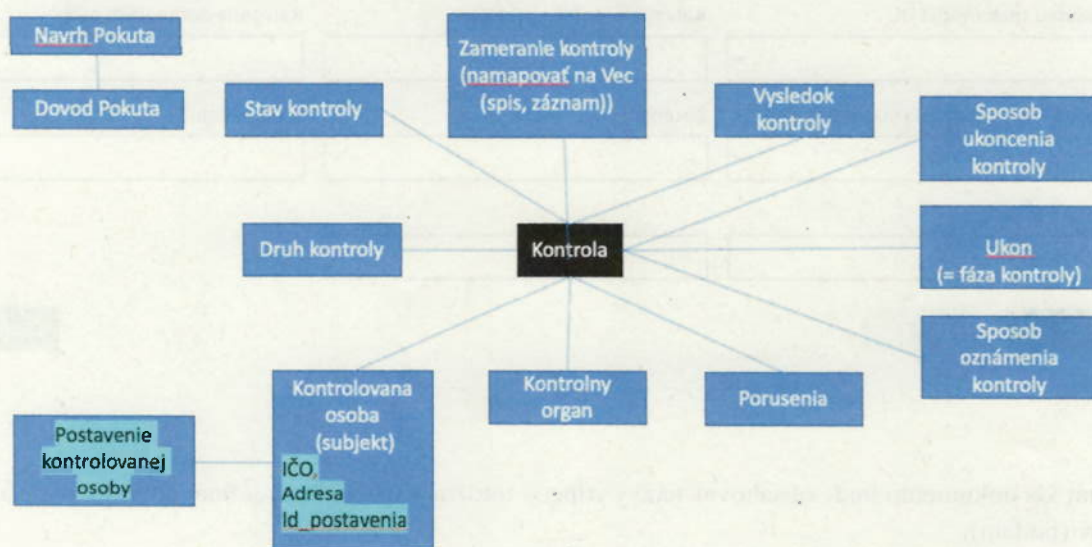 Navrh Pokuta
Dovod Pokuta
Stav kontroly
Zameranie kontroly
(namapovať na Vec
(spis, záznam))
Vysledok
kontroly
Sposob
ukoncenia
kontroly
Druh kontroly
Kontrola
Ukon
(= fáza kontroly)
Sposob
oznámenia
kontroly
Kontrolovana
osoba
(subjekt)
IČO,
Adresa
Id_postavenia
Kontrolny
organ
Porusenia
Postavenie
kontrolovanej
osoby